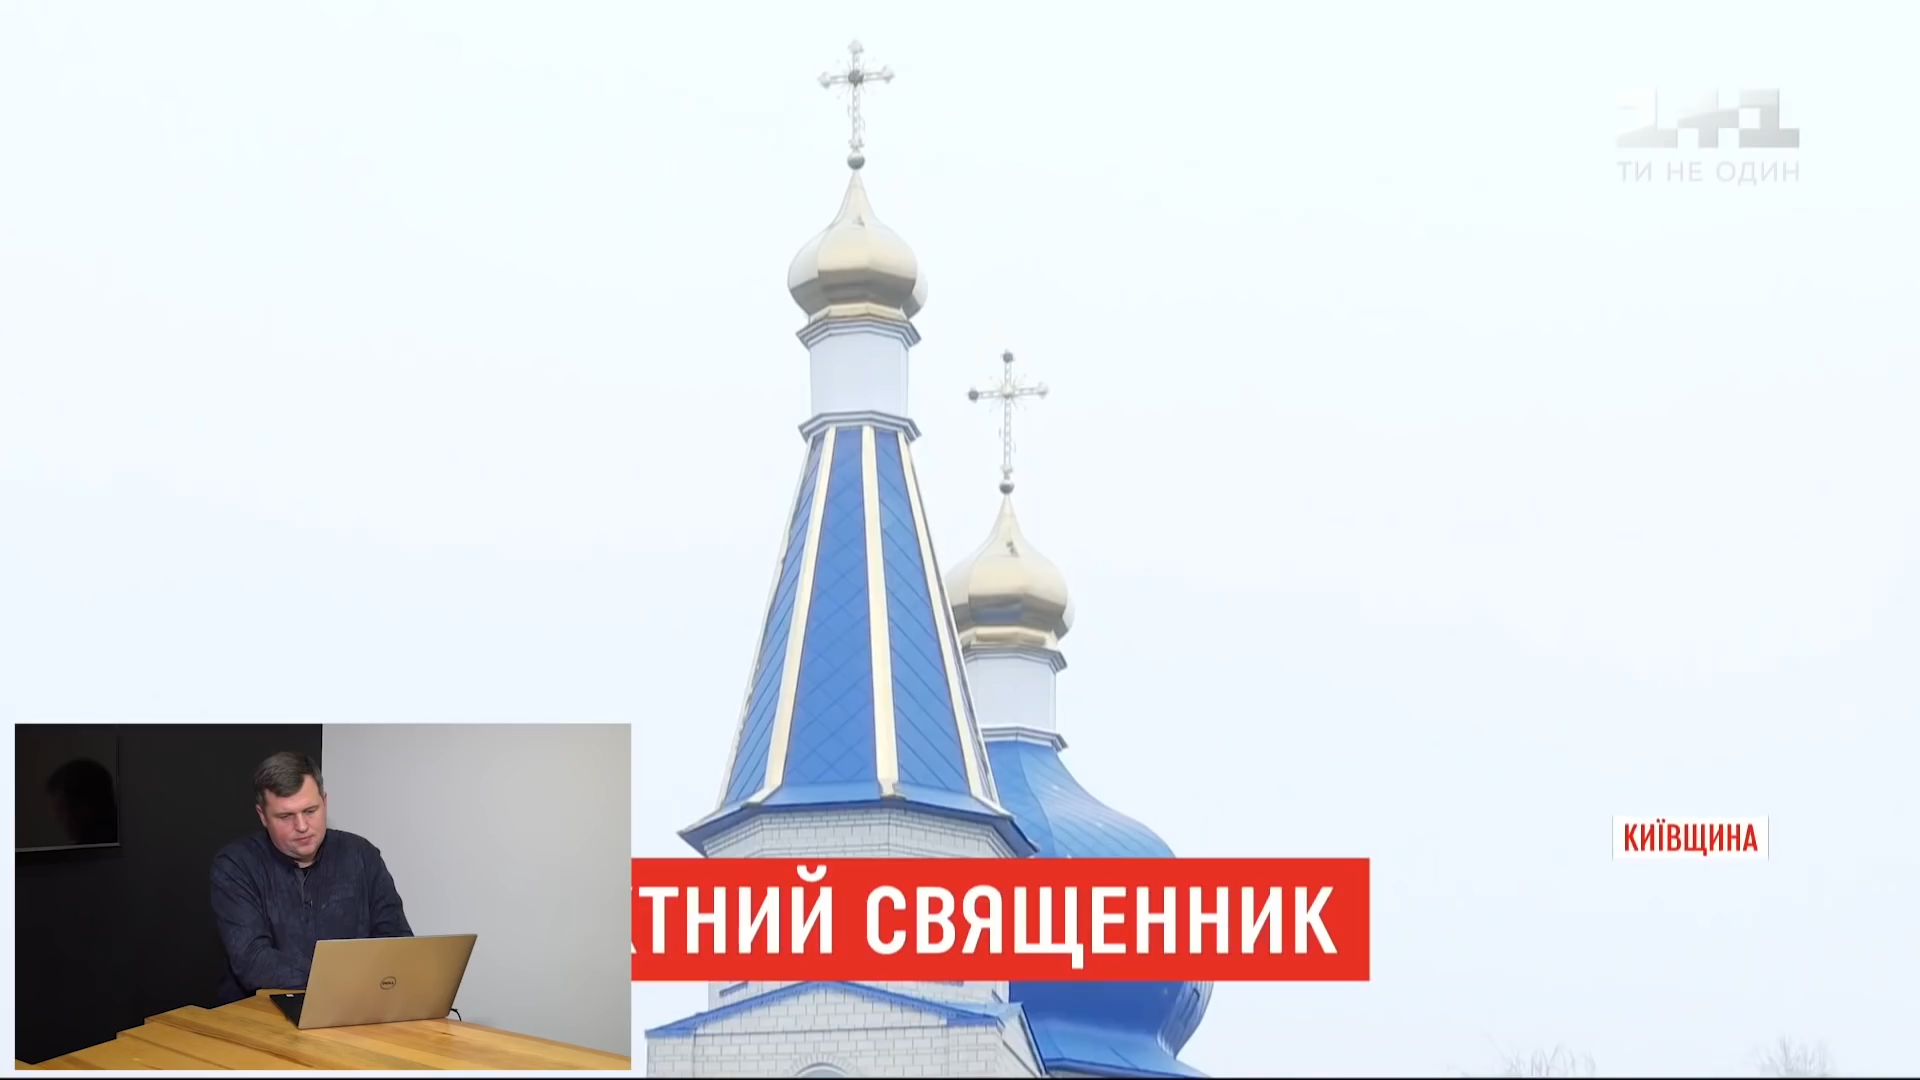 1+1
ТИ НЕ ОДИН
КИЇВЩИНА
ТНИЙ СВЯЩЕННИК
DELL